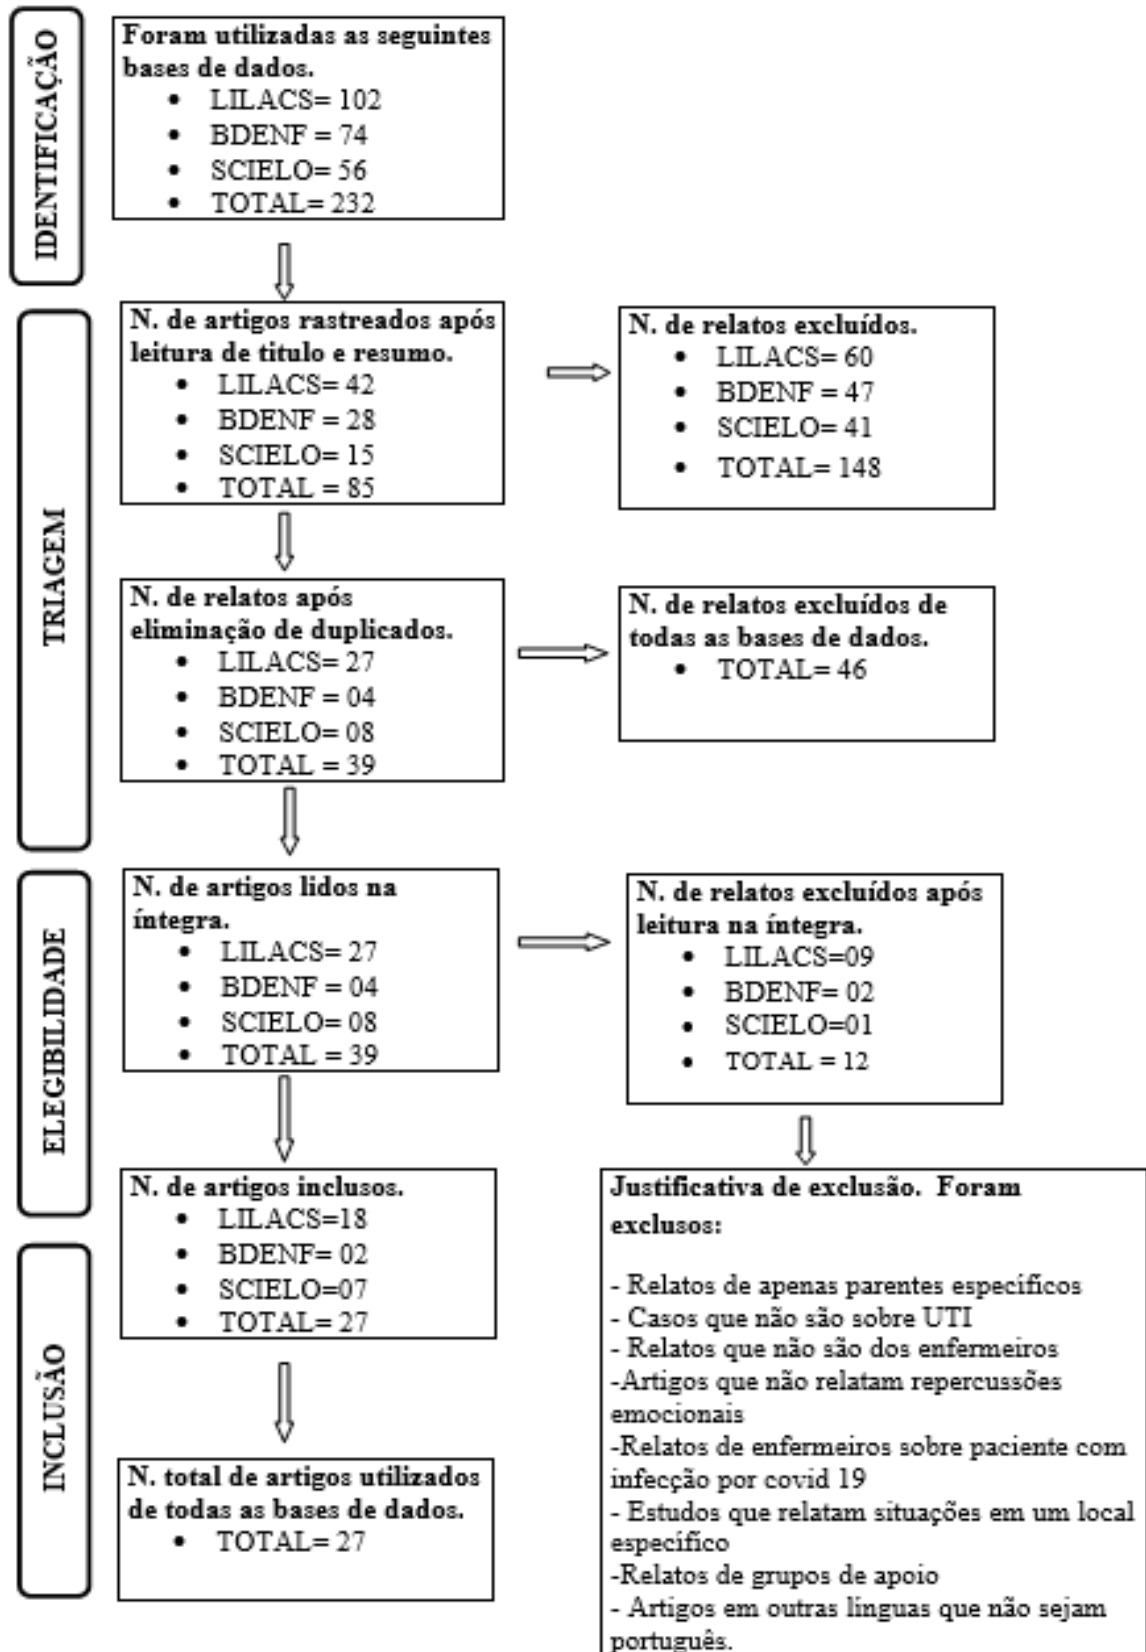 IDENTIFICAÇÃO
Foram utilizadas as seguintes
bases de dados.
• LILACS= 102
• BDENF = 74
• SCIELO= 56
• TOTAL= 232
TRIAGEM
N. de artigos rastreados após
leitura de titulo e resumo.
• LILACS= 42
• BDENF = 28
• SCIELO= 15
• TOTAL = 85
N. de relatos excluídos.
• LILACS= 60
• BDENF = 47
• SCIELO= 41
• TOTAL= 148
N. de relatos após
eliminação de duplicados.
• LILACS= 27
• BDENF = 04
• SCIELO= 08
• TOTAL = 39
N. de relatos excluídos de
todas as bases de dados.
• TOTAL= 46
ELEGIBILIDADE
N. de artigos lidos na
íntegra.
• LILACS= 27
• BDENF = 04
• SCIELO= 08
• TOTAL = 39
N. de relatos excluídos após
leitura na íntegra.
• LILACS=09
• BDENF= 02
• SCIELO=01
• TOTAL = 12
N. de artigos inclusos.
• LILACS=18
• BDENF= 02
• SCIELO=07
• TOTAL= 27
Justificativa de exclusão. Foram
exclusos:
- Relatos de apenas parentes específicos
- Casos que não são sobre UTI
- Relatos que não são dos enfermeiros
-Artigos que não relatam repercussões
emocionais
-Relatos de enfermeiros sobre paciente com
infecção por covid 19
- Estudos que relatam situações em um local
específico
-Relatos de grupos de apoio
- Artigos em outras línguas que não sejam
português.
INCLUSÃO
N. total de artigos utilizados
de todas as bases de dados.
• TOTAL= 27